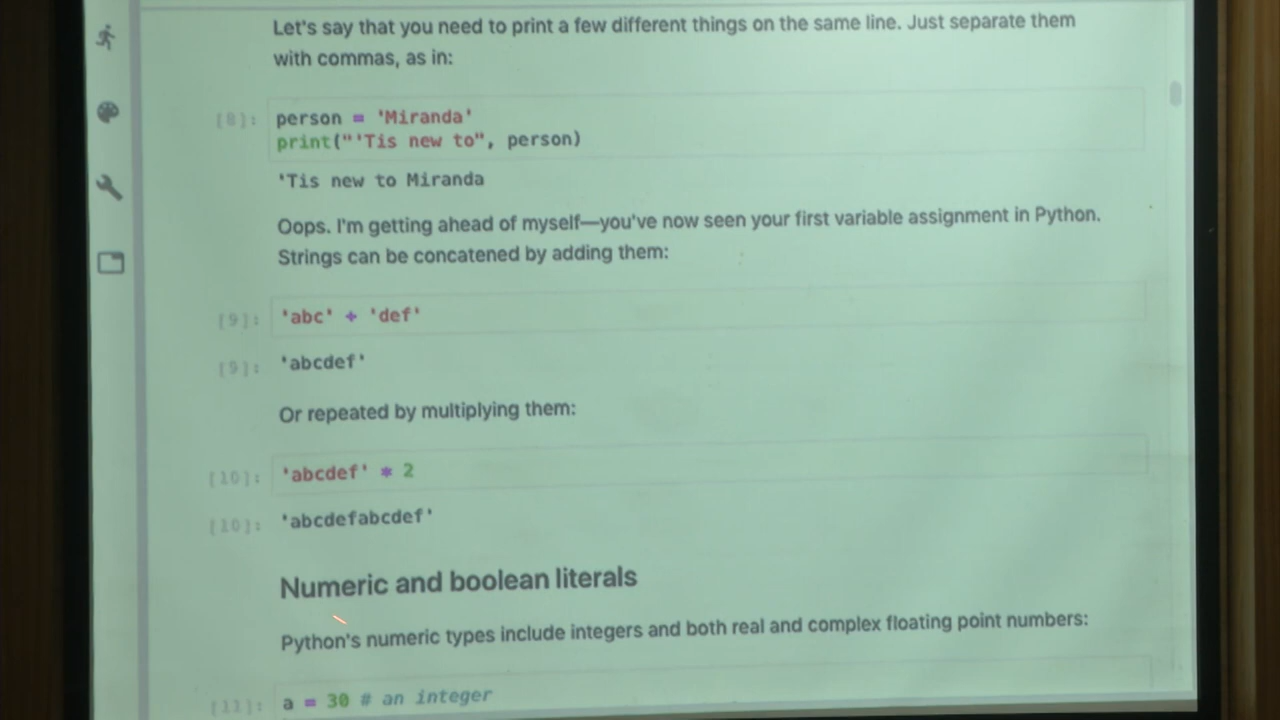 Let's say that you need to print a few different things on the same line. Just separate them
with commas, as in:
[8]: person = 'Miranda'
print("'Tis new to", person)
'Tis new to Miranda
Oops. I'm getting ahead of myself—you've now seen your first variable assignment in Python.
Strings can be concatened by adding them:
[9]: 'abc' + 'def'
[9]: 'abcdef'
Or repeated by multiplying them:
[10]: 'abcdef' * 2
[10]: 'abcdefabcdef'
Numeric and boolean literals
Python's numeric types include integers and both real and complex floating point numbers:
[11]: a = 30 # an integer